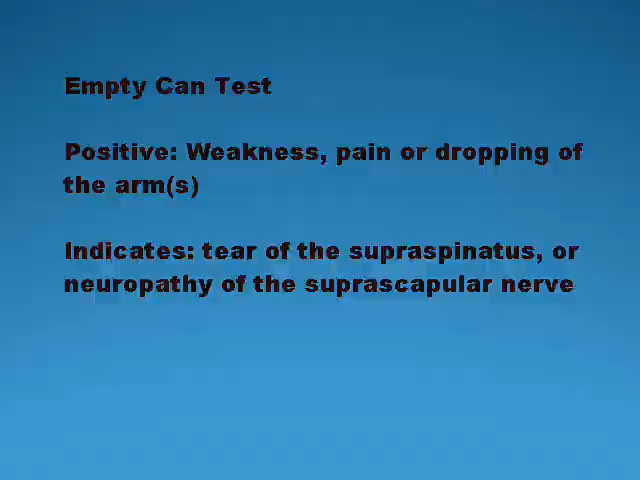 Empty Can Test
Positive: Weakness, pain or dropping of
the arm(s)
Indicates: tear of the supraspinatus, or
neuropathy of the suprascapular nerve